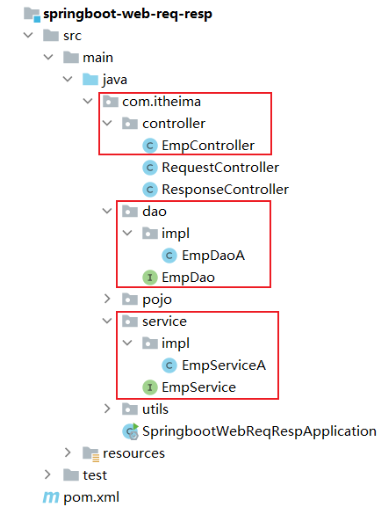 springboot-web-req-resp
src
main
java
com.itheima
controller
C EmpController
C RequestController
C ResponseController
dao
impl
C EmpDaoA
I EmpDao
pojo
service
impl
C EmpServiceA
I EmpService
utils
SpringbootWebReqRespApplication
resources
test
m pom.xml